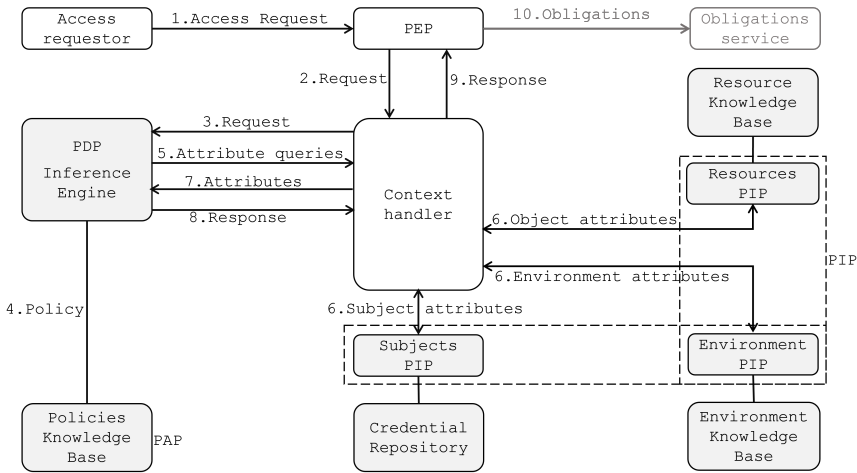 Access
requestor
1.Access Request
PEP
10.Obligations
Obligations
service
2.Request
9.Response
Resource
Knowledge
Base
3.Request
PDP
Inference
Engine
5.Attribute queries
7.Attributes
8.Response
Context
handler
Resources
PIP
6.Object attributes
PIP
6.Environment attributes
4.Policy
6.Subject attributes
Subjects
PIP
Environment
PIP
Policies
Knowledge
Base
PAP
Credential
Repository
Environment
Knowledge
Base